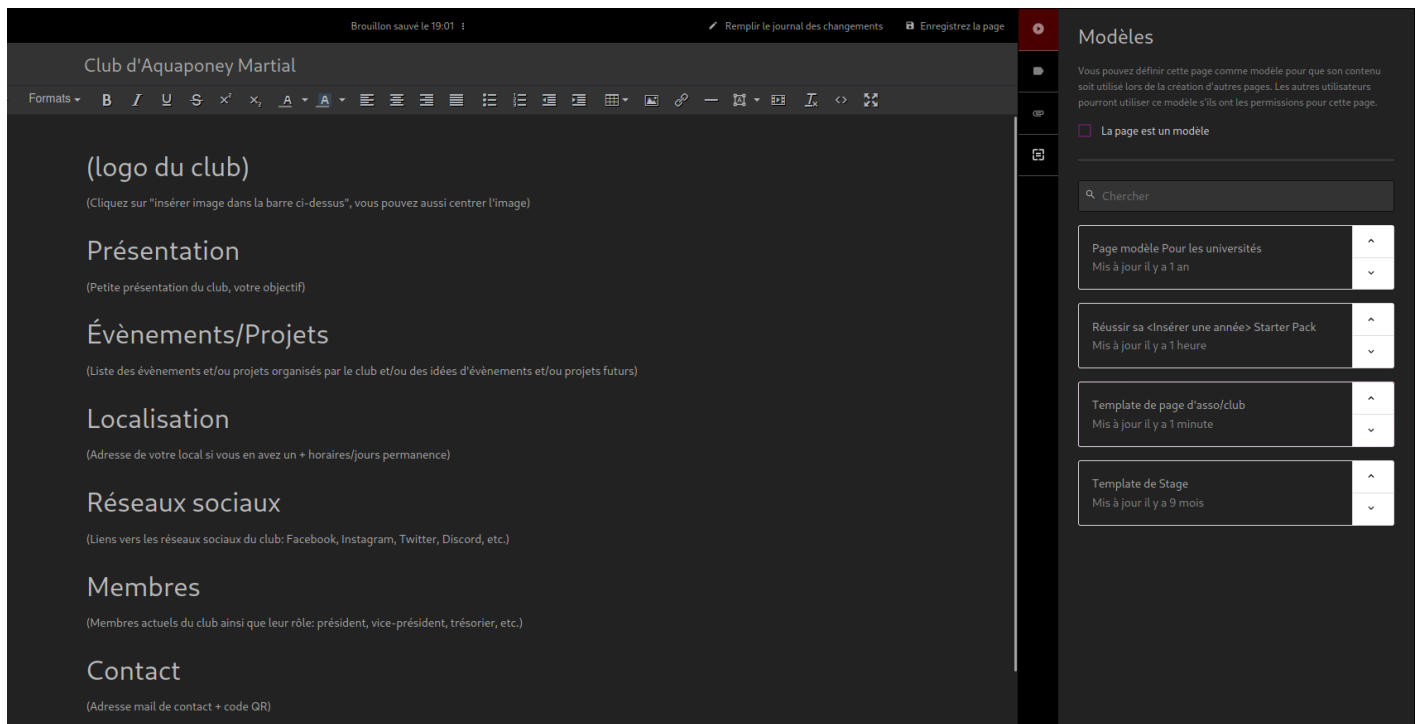 Brouillon sauvé le 19:01
Remplir le journal des changements
Enregistrez la page
Club d'Aquaponey Martial
Formats
(logo du club)
(Cliquez sur "insérer image dans la barre ci-dessus", vous pouvez aussi centrer l'image)
Présentation
(Petite présentation du club, votre objectif)
Évènements/Projets
(Liste des évènements et/ou projets organisés par le club et/ou des idées d'évènements et/ou projets futurs)
Localisation
(Adresse de votre local si vous en avez un + horaires/jours permanence)
Réseaux sociaux
(Liens vers les réseaux sociaux du club: Facebook, Instagram, Twitter, Discord, etc.)
Membres
(Membres actuels du club ainsi que leur rôle: président, vice-président, trésorier, etc.)
Contact
(Adresse mail de contact + code QR)
Modèles
Vous pouvez définir cette page comme modèle pour que son contenu
soit utilisé lors de la création d'autres pages. Les autres utilisateurs
pourront utiliser ce modèle s'ils ont les permissions pour cette page.
La page est un modèle
Chercher
Page modèle Pour les universités
Mis à jour il y a 1 an
Réussir sa <Insérer une année> Starter Pack
Mis à jour il y a 1 heure
Template de page d'asso/club
Mis à jour il y a 1 minute
Template de Stage
Mis à jour il y a 9 mois